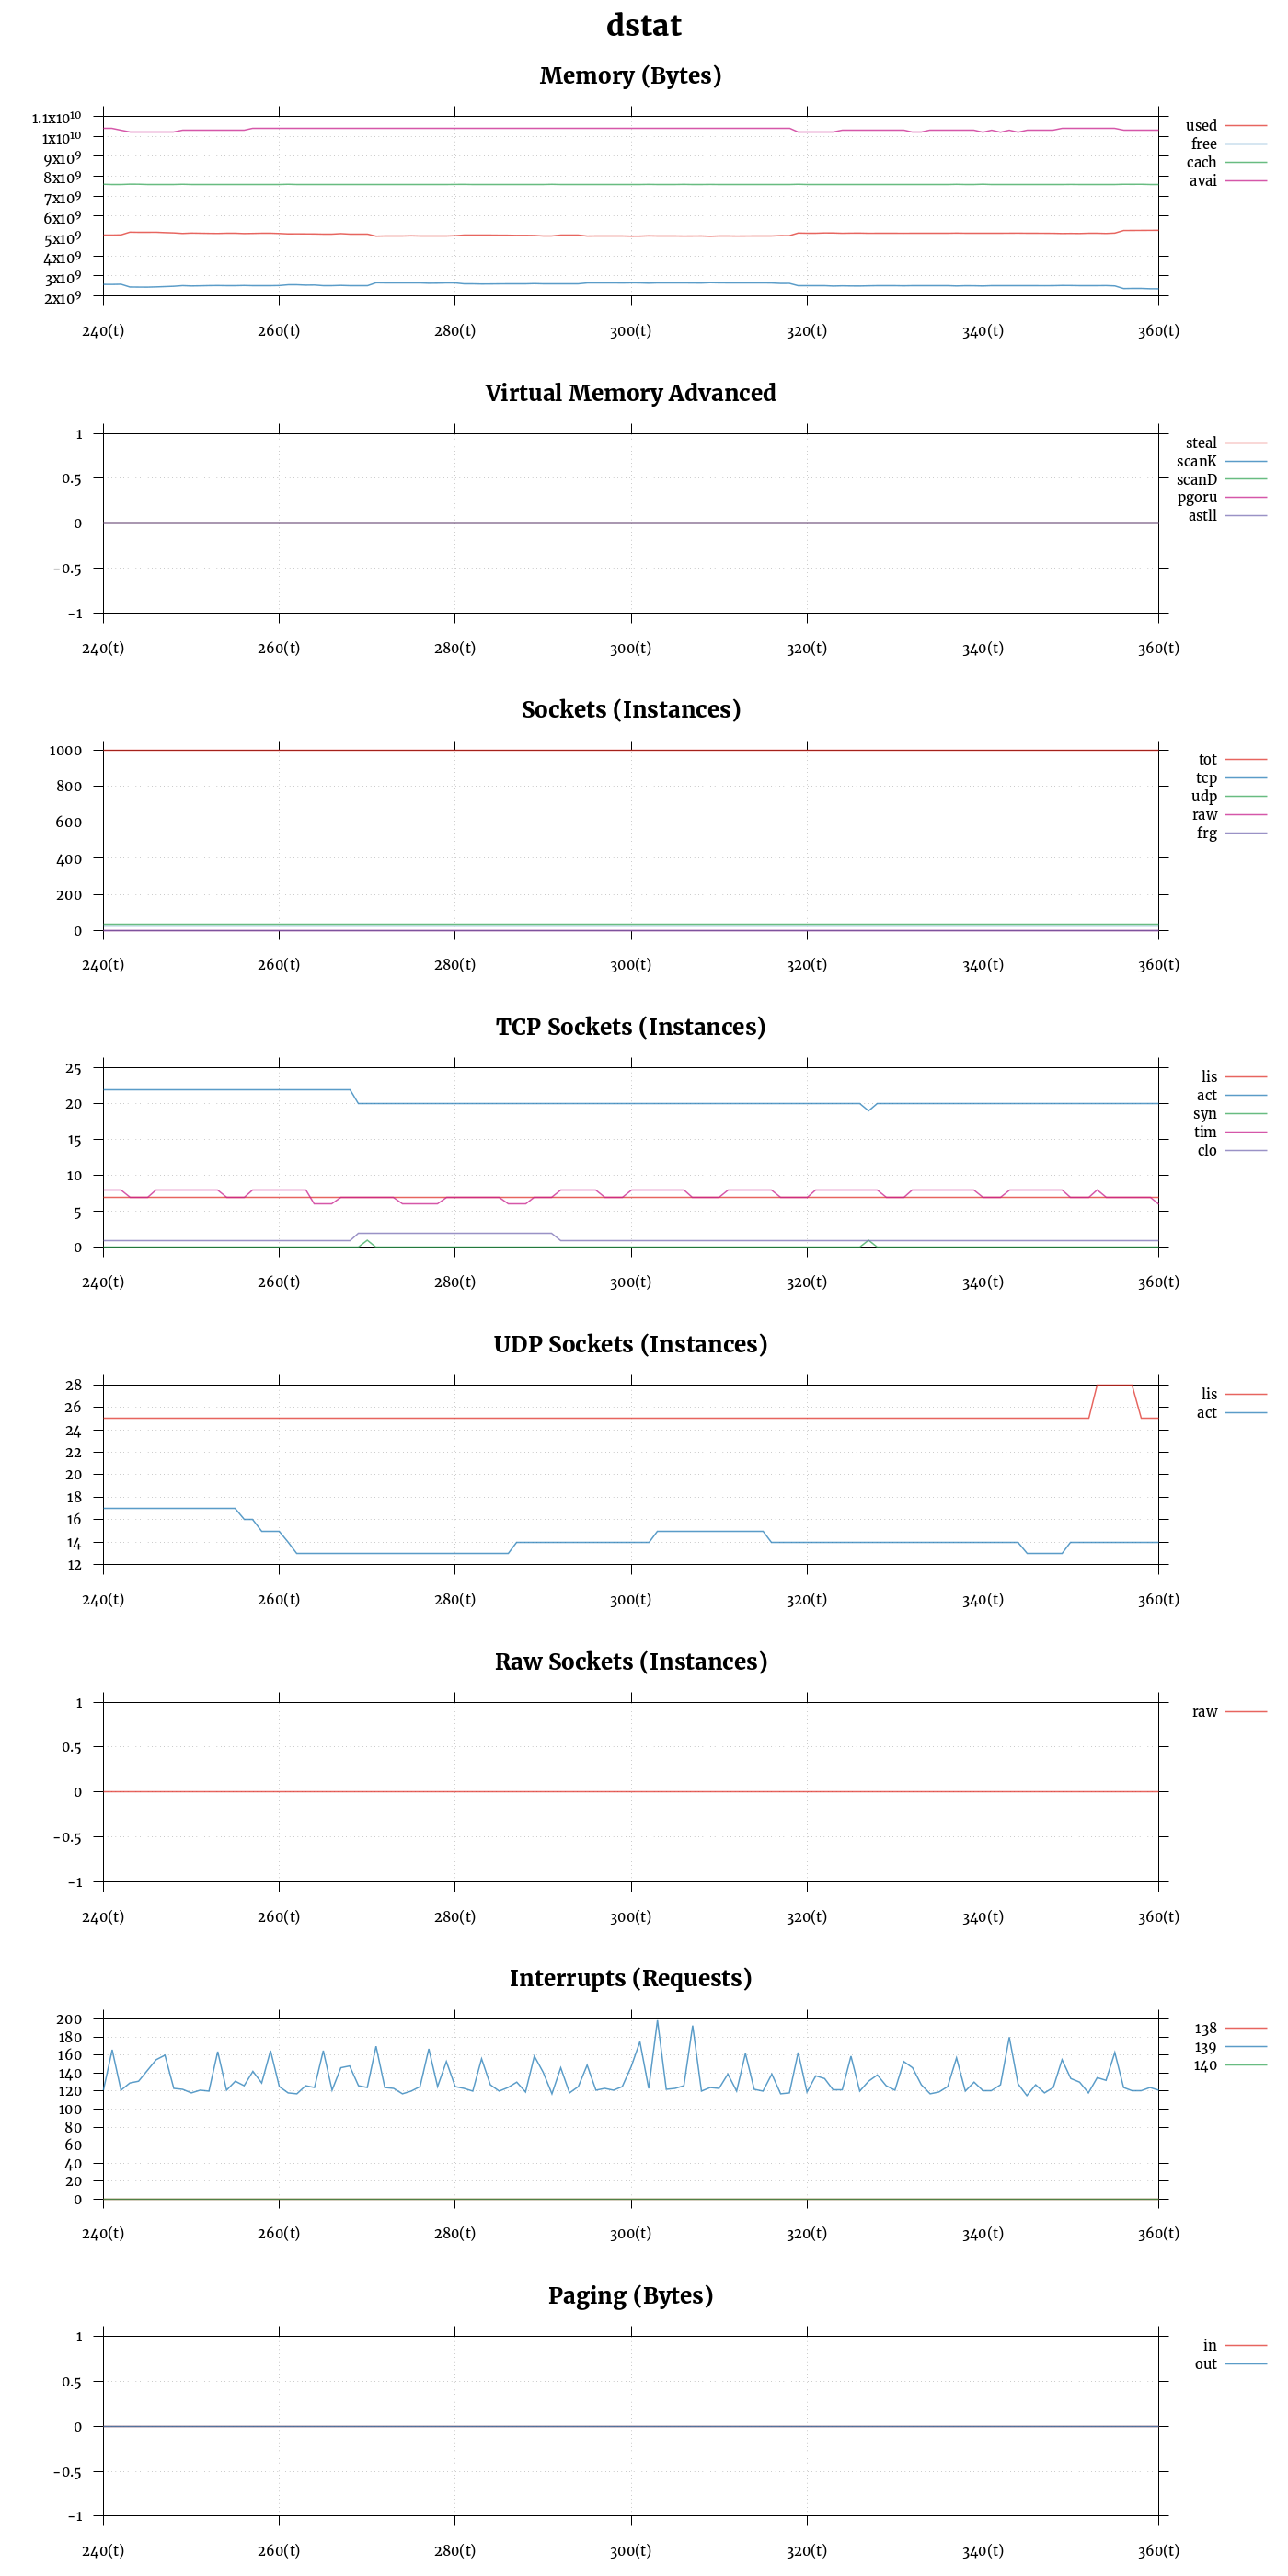 dstat
Memory (Bytes)
1.1x10¹⁰
1x10¹⁰
9x10⁹
8x10⁹
7x10⁹
6x10⁹
5x10⁹
4x10⁹
3x10⁹
2x10⁹
240(t) 260(t) 280(t) 300(t) 320(t) 340(t) 360(t)
used
free
cach
avai
Virtual Memory Advanced
1
0.5
0
-0.5
-1
240(t) 260(t) 280(t) 300(t) 320(t) 340(t) 360(t)
steal
scanK
scanD
pgoru
astll
Sockets (Instances)
1000
800
600
400
200
0
240(t) 260(t) 280(t) 300(t) 320(t) 340(t) 360(t)
tot
tcp
udp
raw
frg
TCP Sockets (Instances)
25
20
15
10
5
0
240(t) 260(t) 280(t) 300(t) 320(t) 340(t) 360(t)
lis
act
syn
tim
clo
UDP Sockets (Instances)
28
26
24
22
20
18
16
14
12
240(t) 260(t) 280(t) 300(t) 320(t) 340(t) 360(t)
lis
act
Raw Sockets (Instances)
1
0.5
0
-0.5
-1
240(t) 260(t) 280(t) 300(t) 320(t) 340(t) 360(t)
raw
Interrupts (Requests)
200
180
160
140
120
100
80
60
40
20
0
240(t) 260(t) 280(t) 300(t) 320(t) 340(t) 360(t)
138
139
140
Paging (Bytes)
1
0.5
0
-0.5
-1
240(t) 260(t) 280(t) 300(t) 320(t) 340(t) 360(t)
in
out